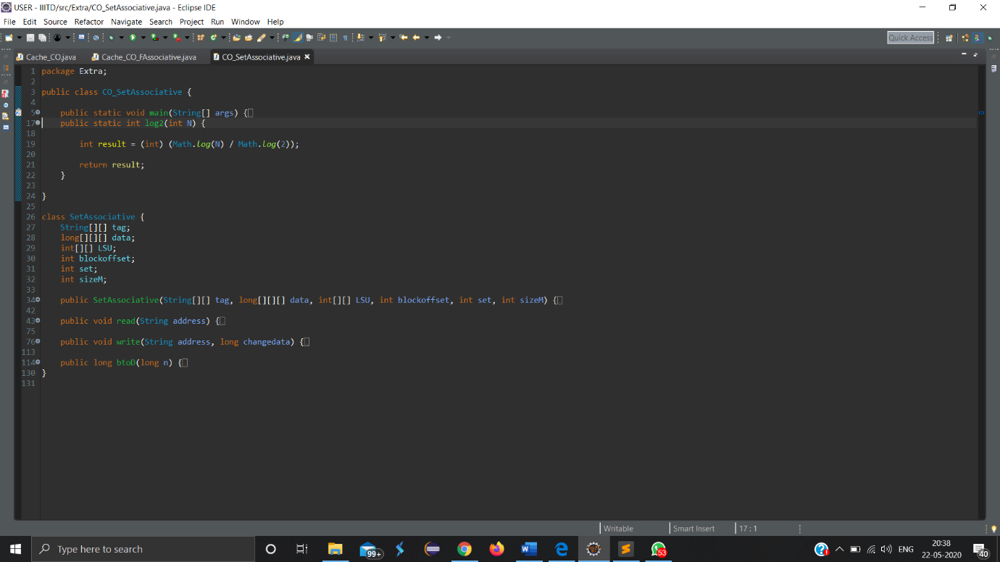 USER - IIITD/src/Extra/CO_SetAssociative.java - Eclipse IDE
File Edit Source Refactor Navigate Search Project Run Window Help
Quick Access
Cache_CO.java Cache_CO_FAssociative.java CO_SetAssociative.java
1 package Extra;
2
3 public class CO_SetAssociative {
4
5 public static void main(String[] args) {
17 public static int log2(int N) {
18
19 int result = (int) (Math.log(N) / Math.log(2));
20
21 return result;
22 }
23
24 }
25
26 class SetAssociative {
27 String[][] tag;
28 long[][][] data;
29 int[][] LSU;
30 int blockoffset;
31 int set;
32 int sizeM;
33
34 public SetAssociative(String[][] tag, long[][][] data, int[][] LSU, int blockoffset, int set, int sizeM) {
42
43 public void read(String address) {
75
76 public void write(String address, long changedata) {
113
114 public long btoD(long n) {
130 }
131
Writable Smart Insert 17 : 1
Type here to search 99+ 53 ENG 20:38 40
22-05-2020